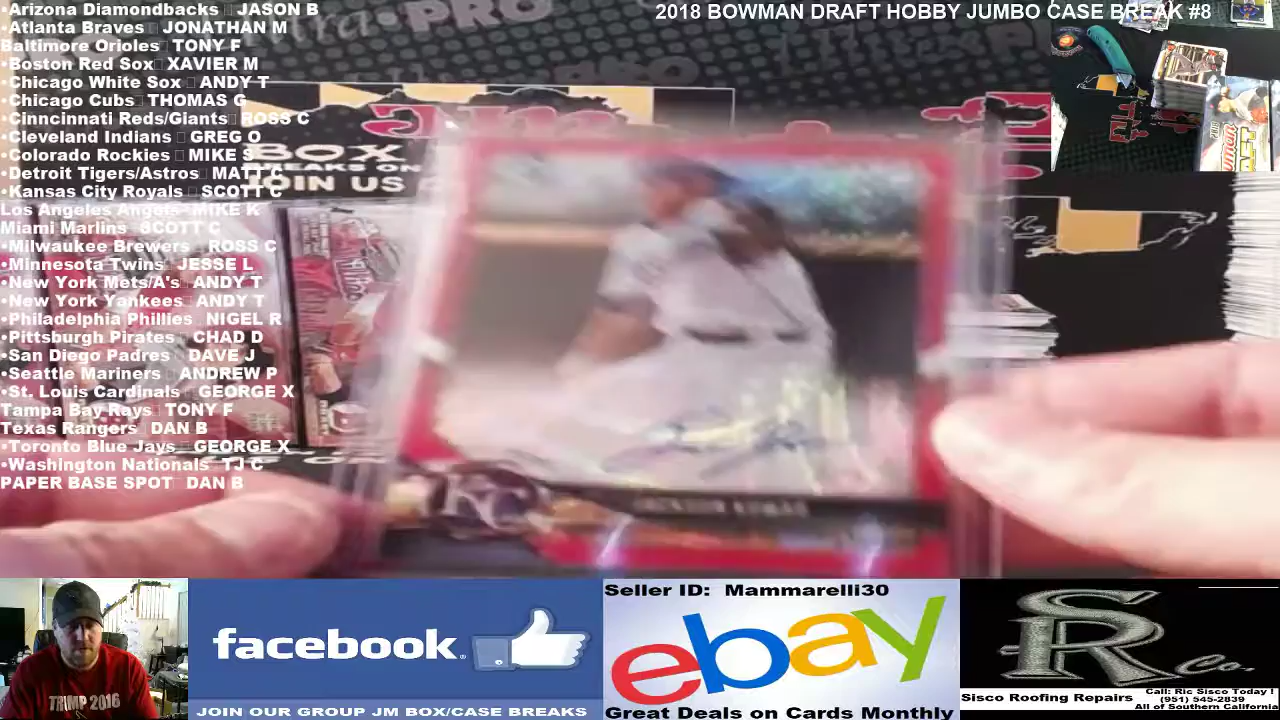 •Arizona Diamondbacks JASON B
•Atlanta Braves JONATHAN M
Baltimore Orioles TONY F
•Boston Red Sox XAVIER M
•Chicago White Sox ANDY T
•Chicago Cubs THOMAS G
•Cinncinnati Reds/Giants ROSS C
•Cleveland Indians GREG O
•Colorado Rockies MIKE S
•Detroit Tigers/Astros MATT C
•Kansas City Royals SCOTT C
Los Angeles Angels MIKE K
Miami Marlins SCOTT C
•Milwaukee Brewers ROSS C
•Minnesota Twins JESSE L
•New York Mets/A's ANDY T
•New York Yankees ANDY T
•Philadelphia Phillies NIGEL R
•Pittsburgh Pirates CHAD D
•San Diego Padres DAVE J
•Seattle Mariners ANDREW P
•St. Louis Cardinals GEORGE X
Tampa Bay Rays TONY F
Texas Rangers DAN B
•Toronto Blue Jays GEORGE X
•Washington Nationals TJ C
PAPER BASE SPOT DAN B
2018 BOWMAN DRAFT HOBBY JUMBO CASE BREAK #8
PRO
BOX
BREAKS ON
JOIN US
KC
TRUMP 2016
facebook
JOIN OUR GROUP JM BOX/CASE BREAKS
Seller ID: Mammarelli30
ebay
Great Deals on Cards Monthly
SR Co.
Sisco Roofing Repairs
Call: Ric Sisco Today !
(951) 545-2839
All of Southern California